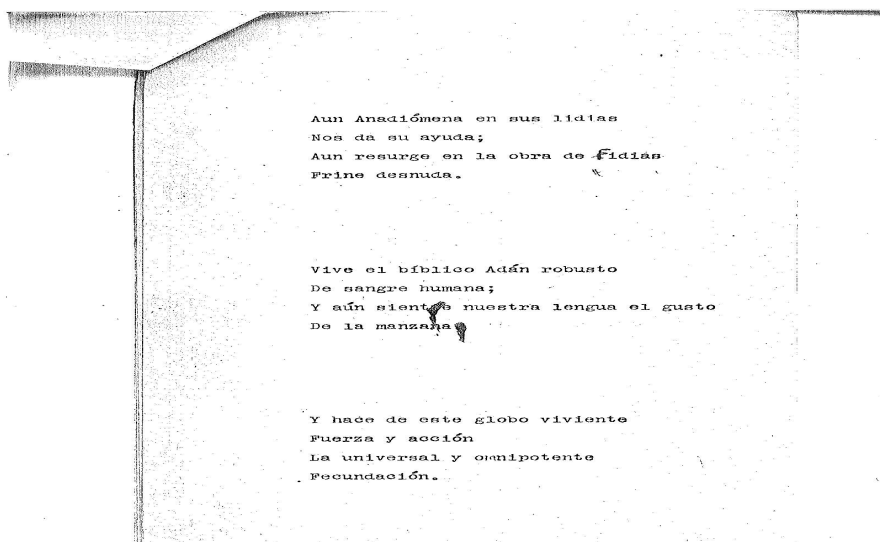 Aun Anadiómena en sus lidias
Nos da su ayuda;
Aun resurge en la obra de Fidias
Frine desnuda.
Vive el bíblico Adán robusto
De sangre humana;
Y aún siente nuestra lengua el gusto
De la manzana
Y hace de este globo viviente
Fuerza y acción
La universal y omnipotente
Fecundación.